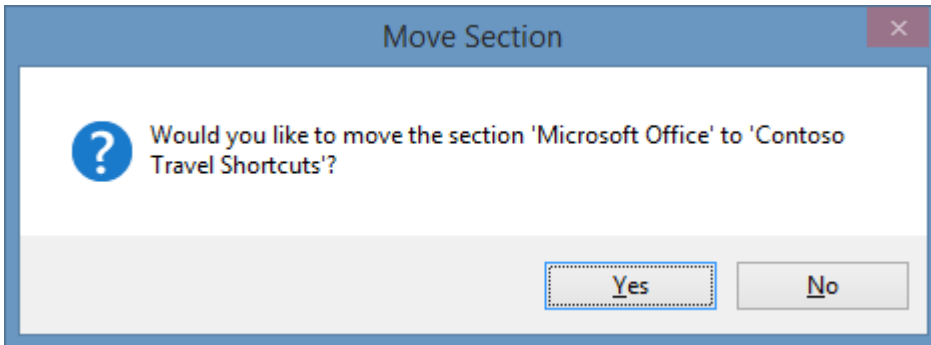 Move Section
Would you like to move the section 'Microsoft Office' to 'Contoso
Travel Shortcuts'?
Yes
No